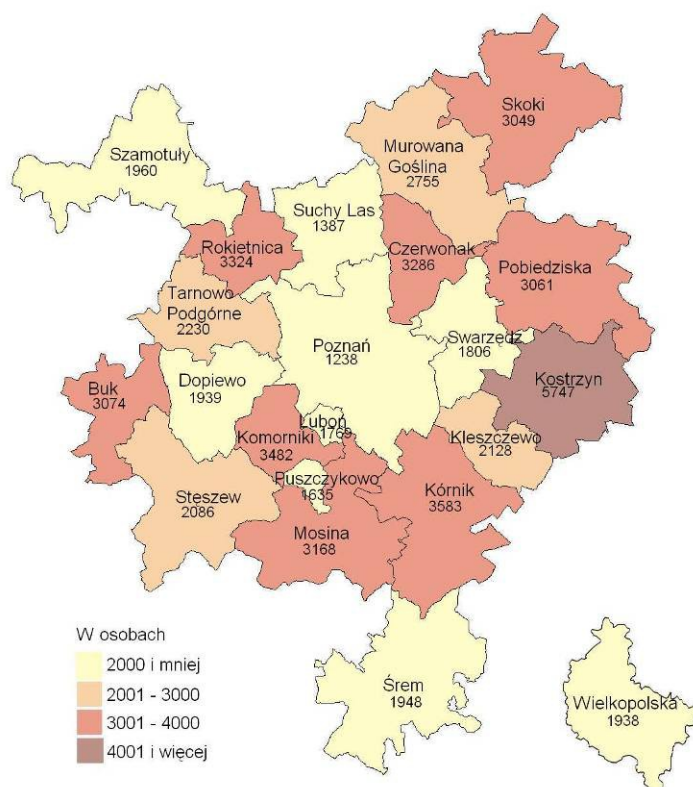 Skoki
3049
Murowana
Goślina
2755
Szamotuły
1960
Suchy Las
1387
Rokietnica
3324
Czerwonak
3286
Pobiedziska
3061
Tarnowo
Podgórne
2230
Swarzędz
1806
Poznań
1238
Kostrzyn
5747
Buk
3074
Dopiewo
1939
Luboń
1769
Komorniki
3482
Kleszczewo
2128
Puszczykowo
1635
Stęszew
2086
Kórnik
3583
Mosina
3168
W osobach
2000 i mniej
2001 - 3000
3001 - 4000
4001 i więcej
Śrem
1948
Wielkopolska
1938